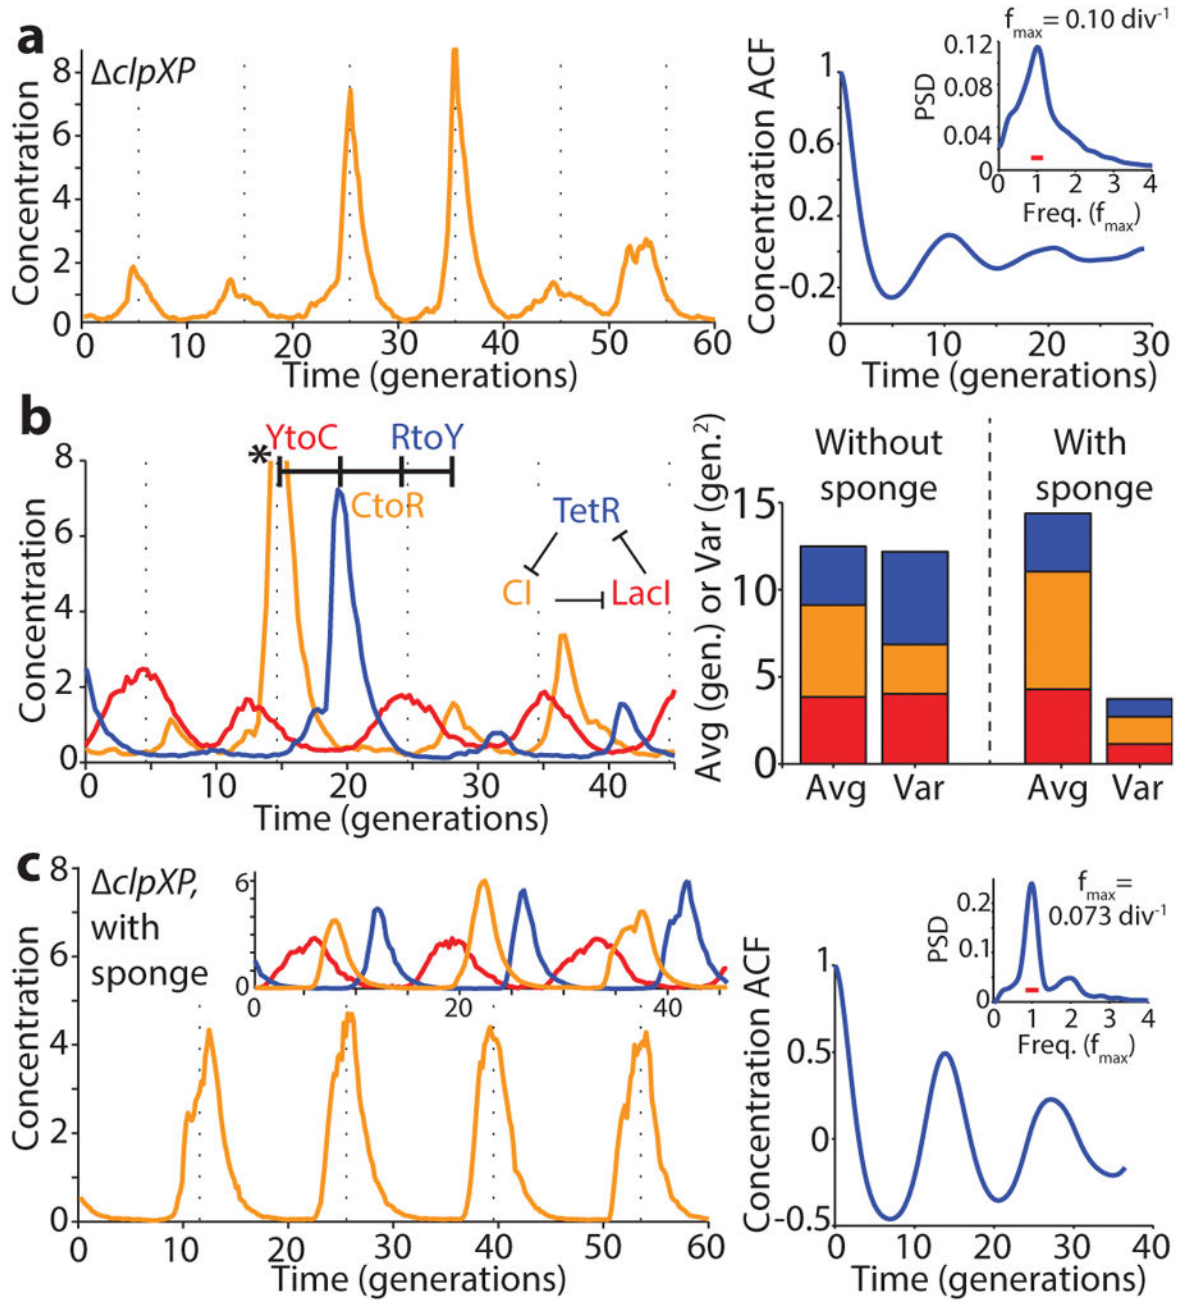 a
ΔclpXP
Concentration
8
6
4
2
0
0 10 20 30 40 50 60
Time (generations)
Concentration ACF
1
0.6
0.2
-0.2
0 10 20 30
Time (generations)
fmax= 0.10 div-1
PSD
0.12
0.08
0.04
0
0 1 2 3 4
Freq. (fmax)
b
Concentration
8
6
4
2
0
0 10 20 30 40
Time (generations)
* YtoC RtoY
CtoR
TetR
CI LacI
Avg (gen.) or Var (gen.2)
15
10
5
0
Without
sponge
With
sponge
Avg Var Avg Var
c
ΔclpXP,
with
sponge
Concentration
8
6
4
2
0
0 10 20 30 40 50 60
Time (generations)
6
0
0 20 40
Concentration ACF
1
0.5
0
-0.5
0 10 20 30 40
Time (generations)
fmax=
0.073 div-1
PSD
0.2
0.1
0
0 1 2 3 4
Freq. (fmax)